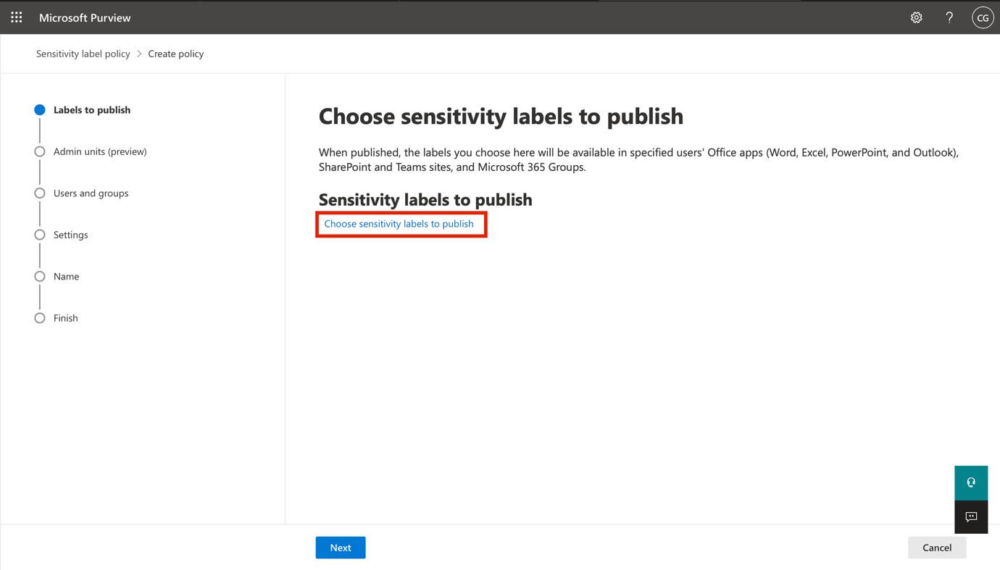 Microsoft Purview
?
CG
Sensitivity label policy > Create policy
Labels to publish
Admin units (preview)
Users and groups
Settings
Name
Finish
Choose sensitivity labels to publish
When published, the labels you choose here will be available in specified users' Office apps (Word, Excel, PowerPoint, and Outlook),
SharePoint and Teams sites, and Microsoft 365 Groups.
Sensitivity labels to publish
Choose sensitivity labels to publish
Next
Cancel